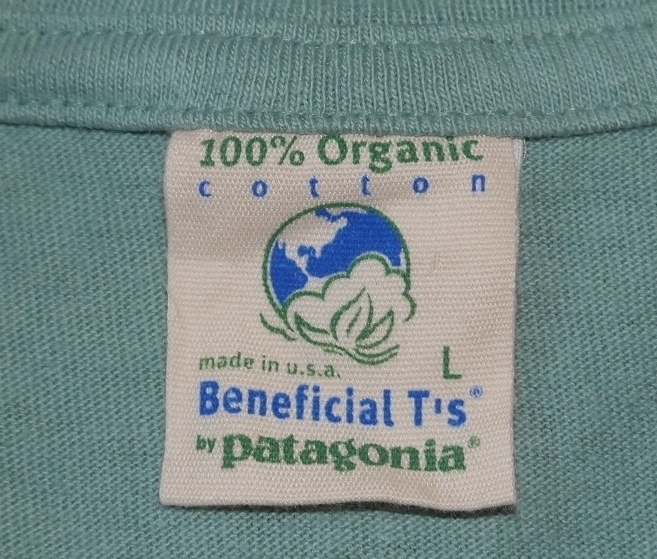 100% Organic
cotton
made in u.s.a. L
Beneficial T's®
by patagonia®